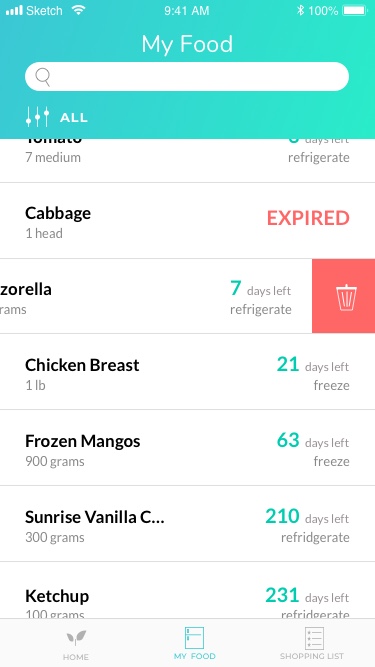 Sketch 9:41 AM 100%
My Food
ALL
Tomato days left
7 medium refrigerate
Cabbage EXPIRED
1 head
zorella 7 days left
rams refrigerate
Chicken Breast 21 days left
1 lb freeze
Frozen Mangos 63 days left
900 grams freeze
Sunrise Vanilla C... 210 days left
300 grams refridgerate
Ketchup 231 days left
100 grams refridgerate
HOME MY FOOD SHOPPING LIST